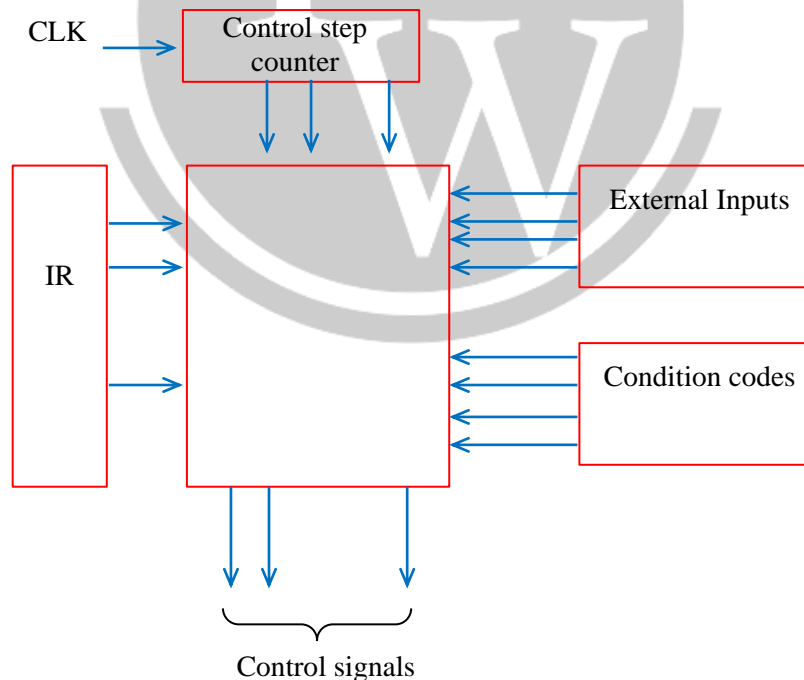 CLK
Control step
counter
IR
External Inputs
Condition codes
Control signals
W